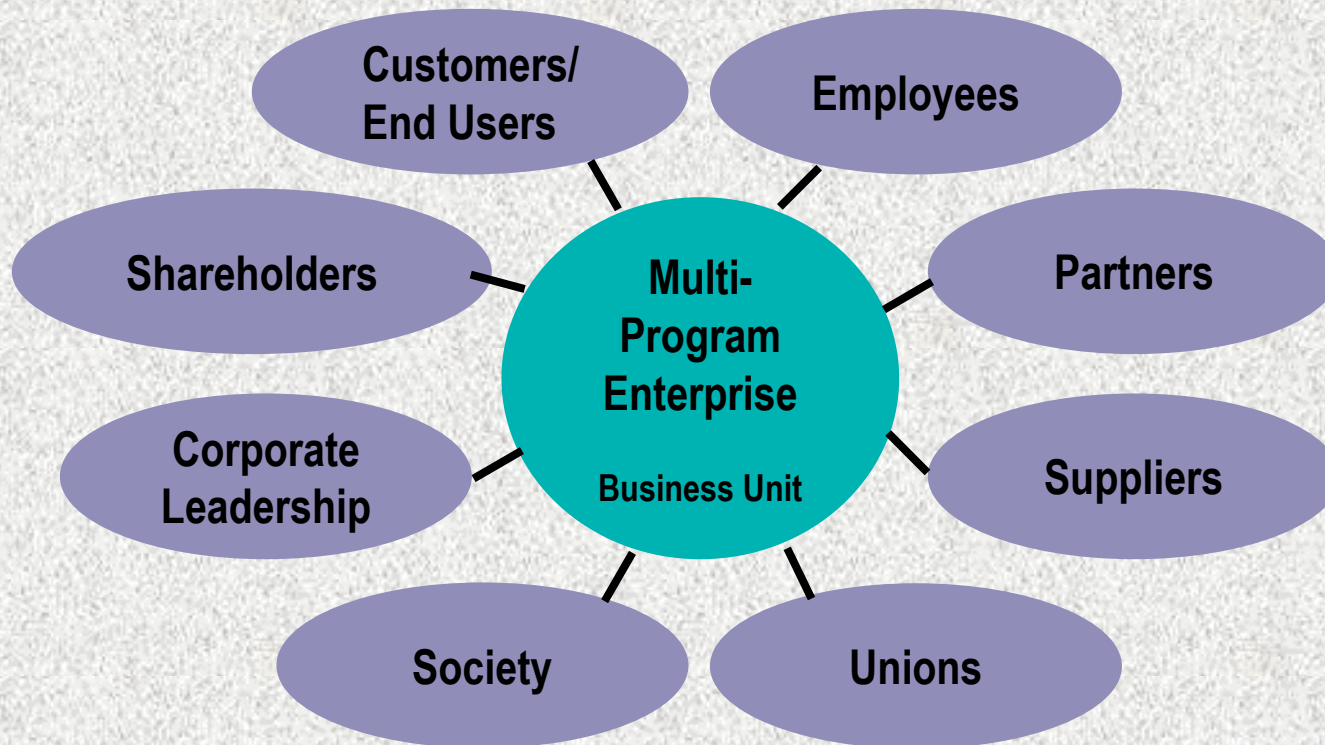 Customers/
End Users
Employees
Shareholders
Multi-
Program
Enterprise
Business Unit
Partners
Corporate
Leadership
Suppliers
Society
Unions